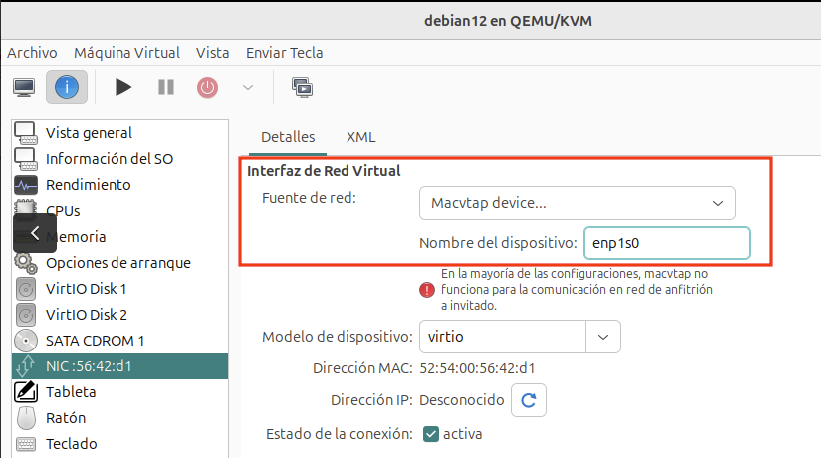 debian12 en QEMU/KVM
Archivo Máquina Virtual Vista Enviar Tecla
Vista general
Información del SO
Rendimiento
CPUs
Memoria
Opciones de arranque
VirtIO Disk 1
VirtIO Disk 2
SATA CDROM 1
NIC :56:42:d1
Tableta
Ratón
Teclado
Detalles XML
Interfaz de Red Virtual
Fuente de red: Macvtap device...
Nombre del dispositivo: enp1s0
En la mayoría de las configuraciones, macvtap no
funciona para la comunicación en red de anfitrión
a invitado.
Modelo de dispositivo: virtio
Dirección MAC: 52:54:00:56:42:d1
Dirección IP: Desconocido
Estado de la conexión: activa